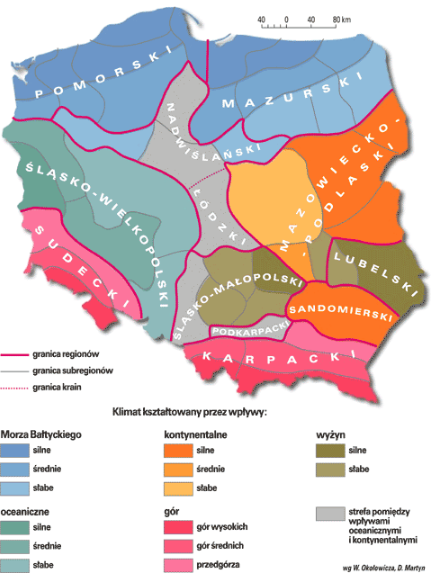 40 0 40 80 km
POMORSKI
MAZURSKI
NADWIŚLAŃSKI
MAZOWIECKO-
-PODLASKI
ŚLĄSKO-WIELKOPOLSKI
ŁÓDZKI
SUDECKI
LUBELSKI
ŚLĄSKO-MAŁOPOLSKI
SANDOMIERSKI
PODKARPACKI
KARPACKI
granica regionów
granica subregionów
granica krain
Klimat kształtowany przez wpływy:
Morza Bałtyckiego
silne
średnie
słabe
kontynentalne
silne
średnie
słabe
wyżyn
silne
słabe
oceaniczne
silne
średnie
słabe
gór
gór wysokich
gór średnich
przedgórza
strefa pomiędzy
wpływami
oceanicznymi
i kontynentalnymi
wg W. Okołowicza, D. Martyn